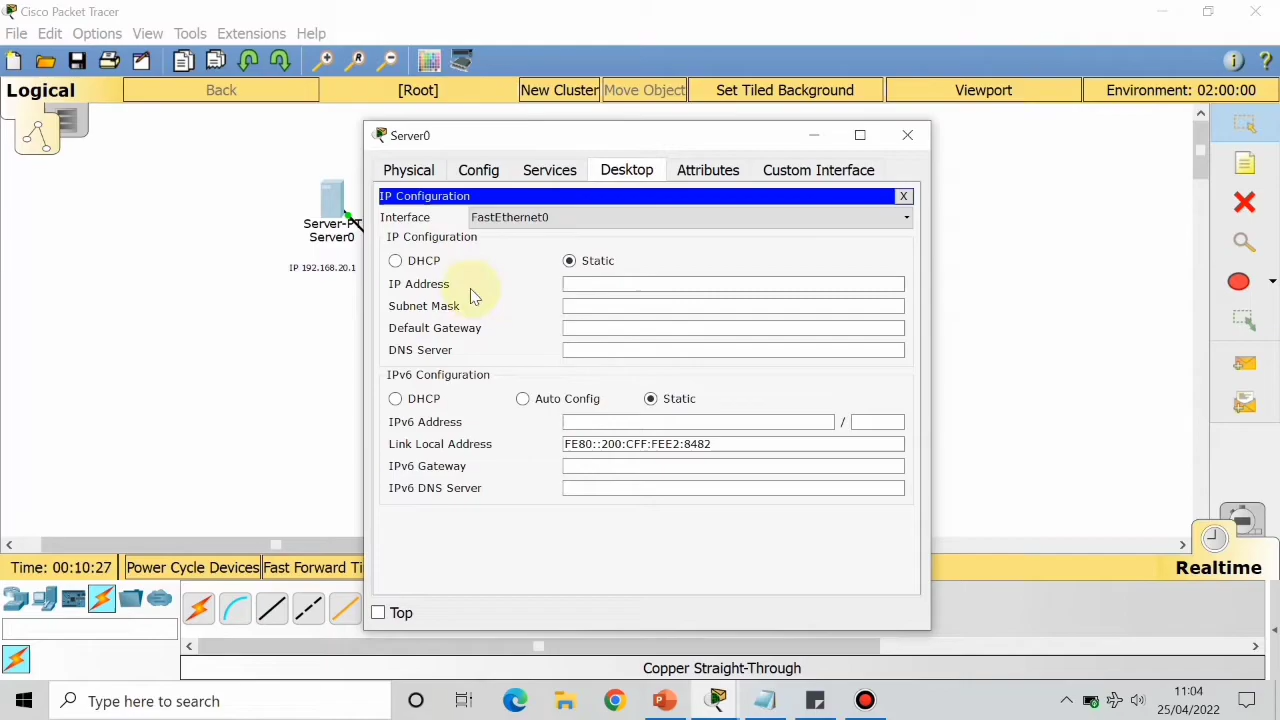 Cisco Packet Tracer
File Edit Options View Tools Extensions Help
Logical Back [Root] New Cluster Move Object Set Tiled Background Viewport Environment: 02:00:00
Server-PT
Server0
IP 192.168.20.1
Server0
Physical Config Services Desktop Attributes Custom Interface
IP Configuration X
Interface FastEthernet0
IP Configuration
DHCP Static
IP Address
Subnet Mask
Default Gateway
DNS Server
IPv6 Configuration
DHCP Auto Config Static
IPv6 Address /
Link Local Address FE80::200:CFF:FEE2:8482
IPv6 Gateway
IPv6 DNS Server
Top
Time: 00:10:27 Power Cycle Devices Fast Forward Ti
Realtime
Copper Straight-Through
Type here to search
11:04
25/04/2022